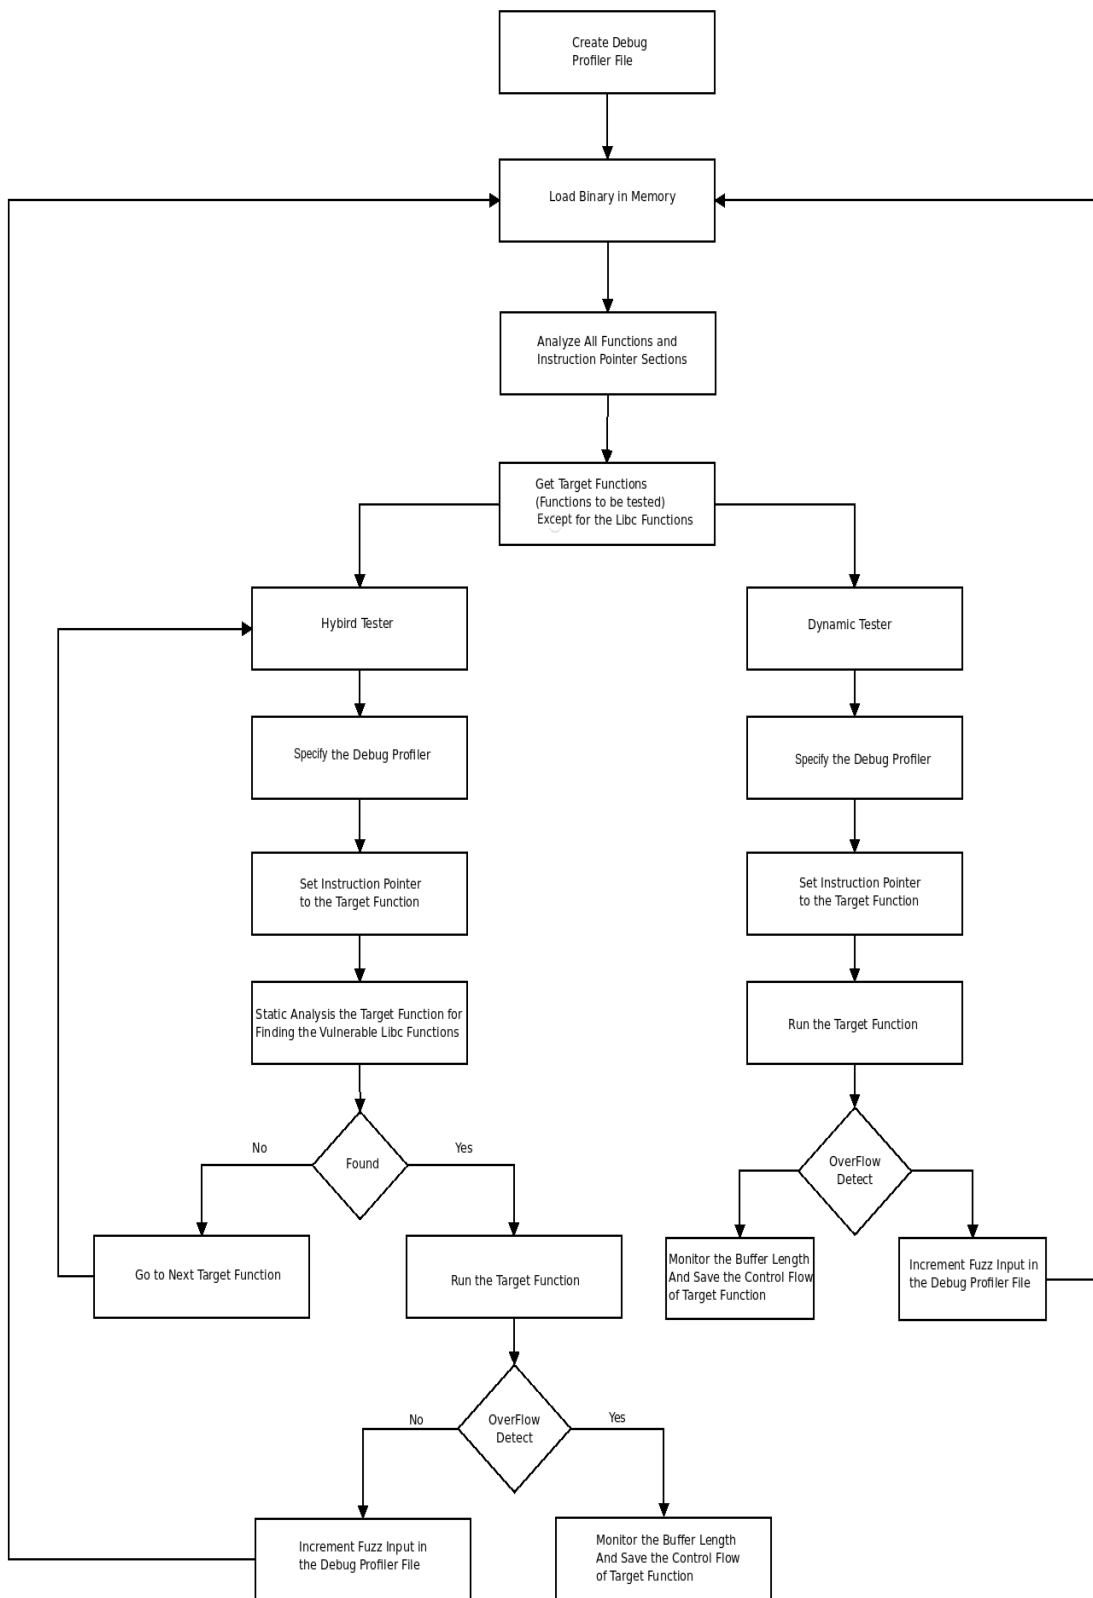 Create Debug
Profiler File
Load Binary in Memory
Analyze All Functions and
Instruction Pointer Sections
Get Target Functions
(Functions to be tested)
Except for the Libc Functions
Hybird Tester
Dynamic Tester
Specify the Debug Profiler
Specify the Debug Profiler
Set Instruction Pointer
to the Target Function
Set Instruction Pointer
to the Target Function
Static Analysis the Target Function for
Finding the Vulnerable Libc Functions
Run the Target Function
No
Found
Yes
OverFlow
Detect
Go to Next Target Function
Run the Target Function
Monitor the Buffer Length
And Save the Control Flow
of Target Function
Increment Fuzz Input in
the Debug Profiler File
No
OverFlow
Detect
Yes
Increment Fuzz Input in
the Debug Profiler File
Monitor the Buffer Length
And Save the Control Flow
of Target Function